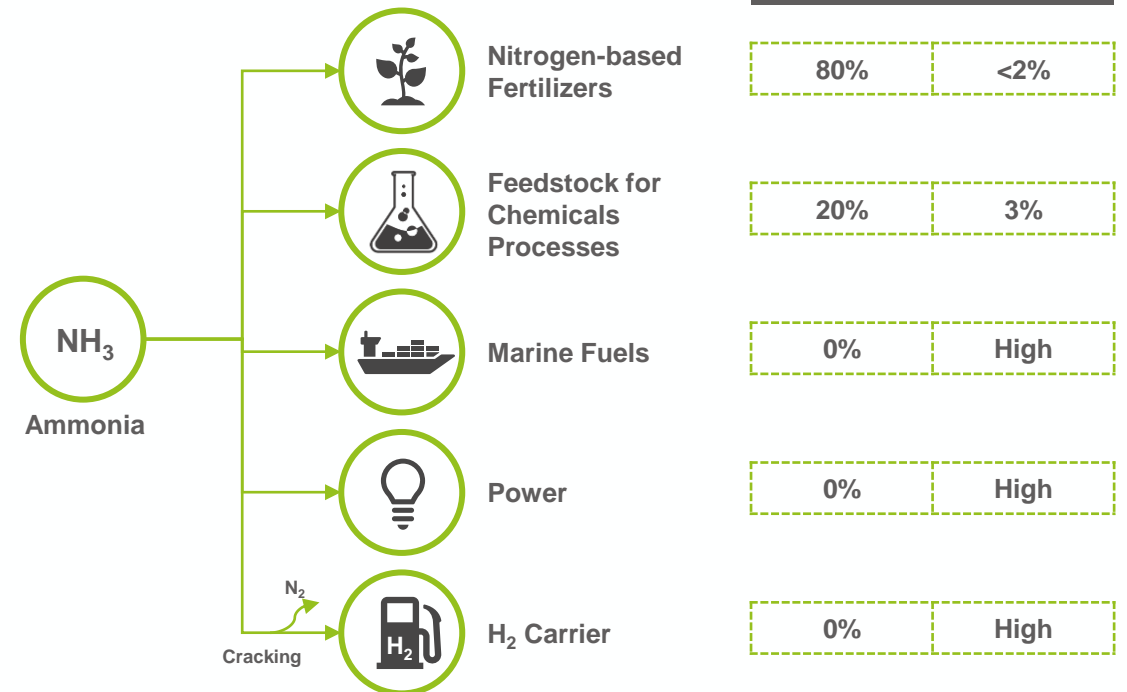 Nitrogen-based
Fertilizers
80% <2%
Feedstock for
Chemicals
Processes
20% 3%
NH₃
Ammonia
Marine Fuels
0% High
Power
0% High
N₂
Cracking
H₂
H₂ Carrier
0% High